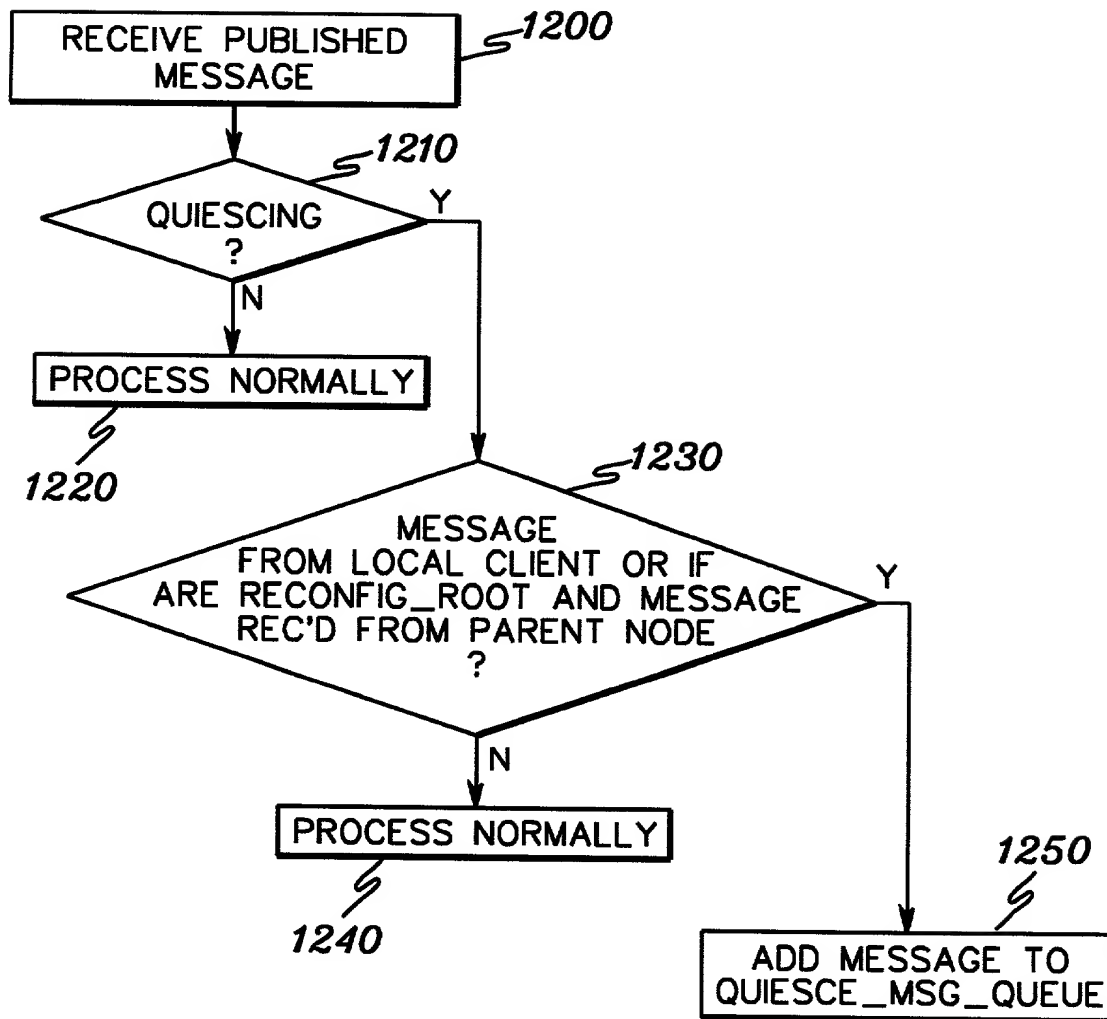 RECEIVE PUBLISHED
MESSAGE
1200
1210
QUIESCING
?
Y
N
PROCESS NORMALLY
1220
1230
MESSAGE
FROM LOCAL CLIENT OR IF
ARE RECONFIG_ROOT AND MESSAGE
REC'D FROM PARENT NODE
?
Y
N
PROCESS NORMALLY
1240
1250
ADD MESSAGE TO
QUIESCE_MSG_QUEUE